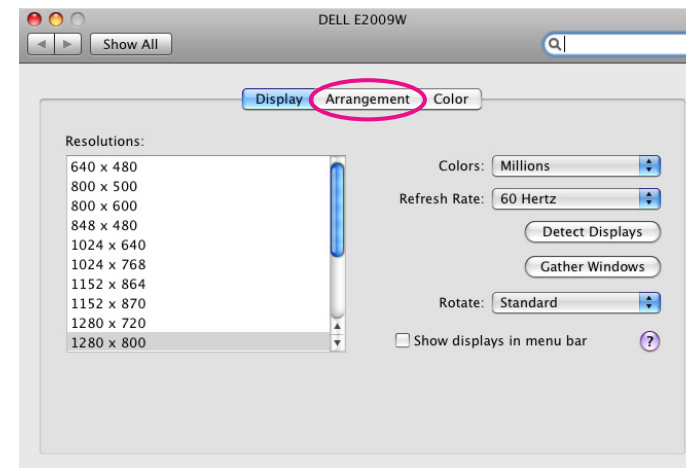 DELL E2009W
Show All
Display Arrangement Color
Resolutions:
640 x 480
800 x 500
800 x 600
848 x 480
1024 x 640
1024 x 768
1152 x 864
1152 x 870
1280 x 720
1280 x 800
Colors: Millions
Refresh Rate: 60 Hertz
Detect Displays
Gather Windows
Rotate: Standard
Show displays in menu bar ?